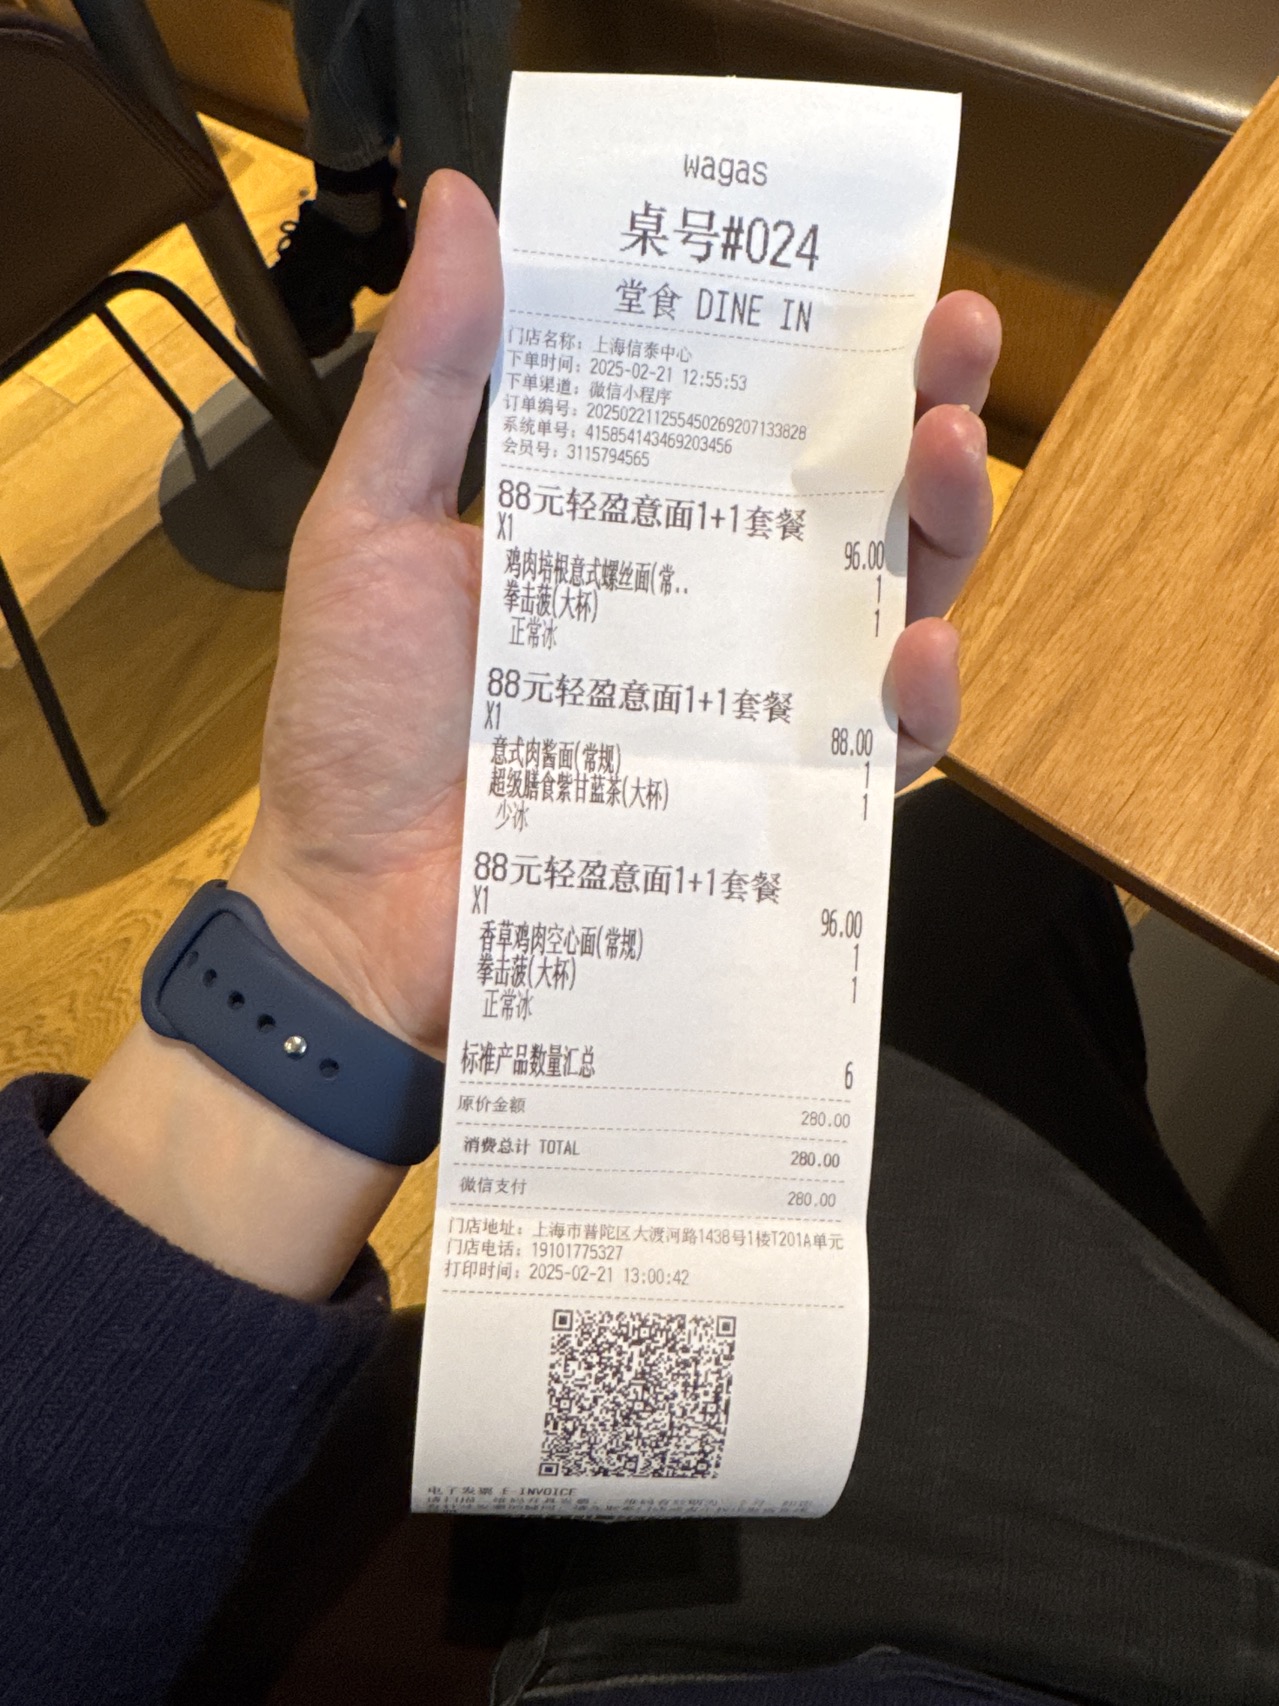 wagas
桌号#024
堂食 DINE IN
门店名称：上海信泰中心
下单时间：2025-02-21 12:55:53
下单渠道：微信小程序
订单编号：202502211255450269207133828
系统单号：415854143469203456
会员号：3115794565
88元轻盈意面1+1套餐
X1 96.00
鸡肉培根意式螺丝面(常.. 1
拳击菠(大杯) 1
正常冰
88元轻盈意面1+1套餐
X1 88.00
意式肉酱面(常规) 1
超级膳食紫甘蓝茶(大杯) 1
少冰
88元轻盈意面1+1套餐
X1 96.00
香草鸡肉空心面(常规) 1
拳击菠(大杯) 1
正常冰
标准产品数量汇总 6
原价金额 280.00
消费总计 TOTAL 280.00
微信支付 280.00
门店地址：上海市普陀区大渡河路1438号1楼T201A单元
门店电话：19101775327
打印时间：2025-02-21 13:00:42
电子发票 E-INVOICE